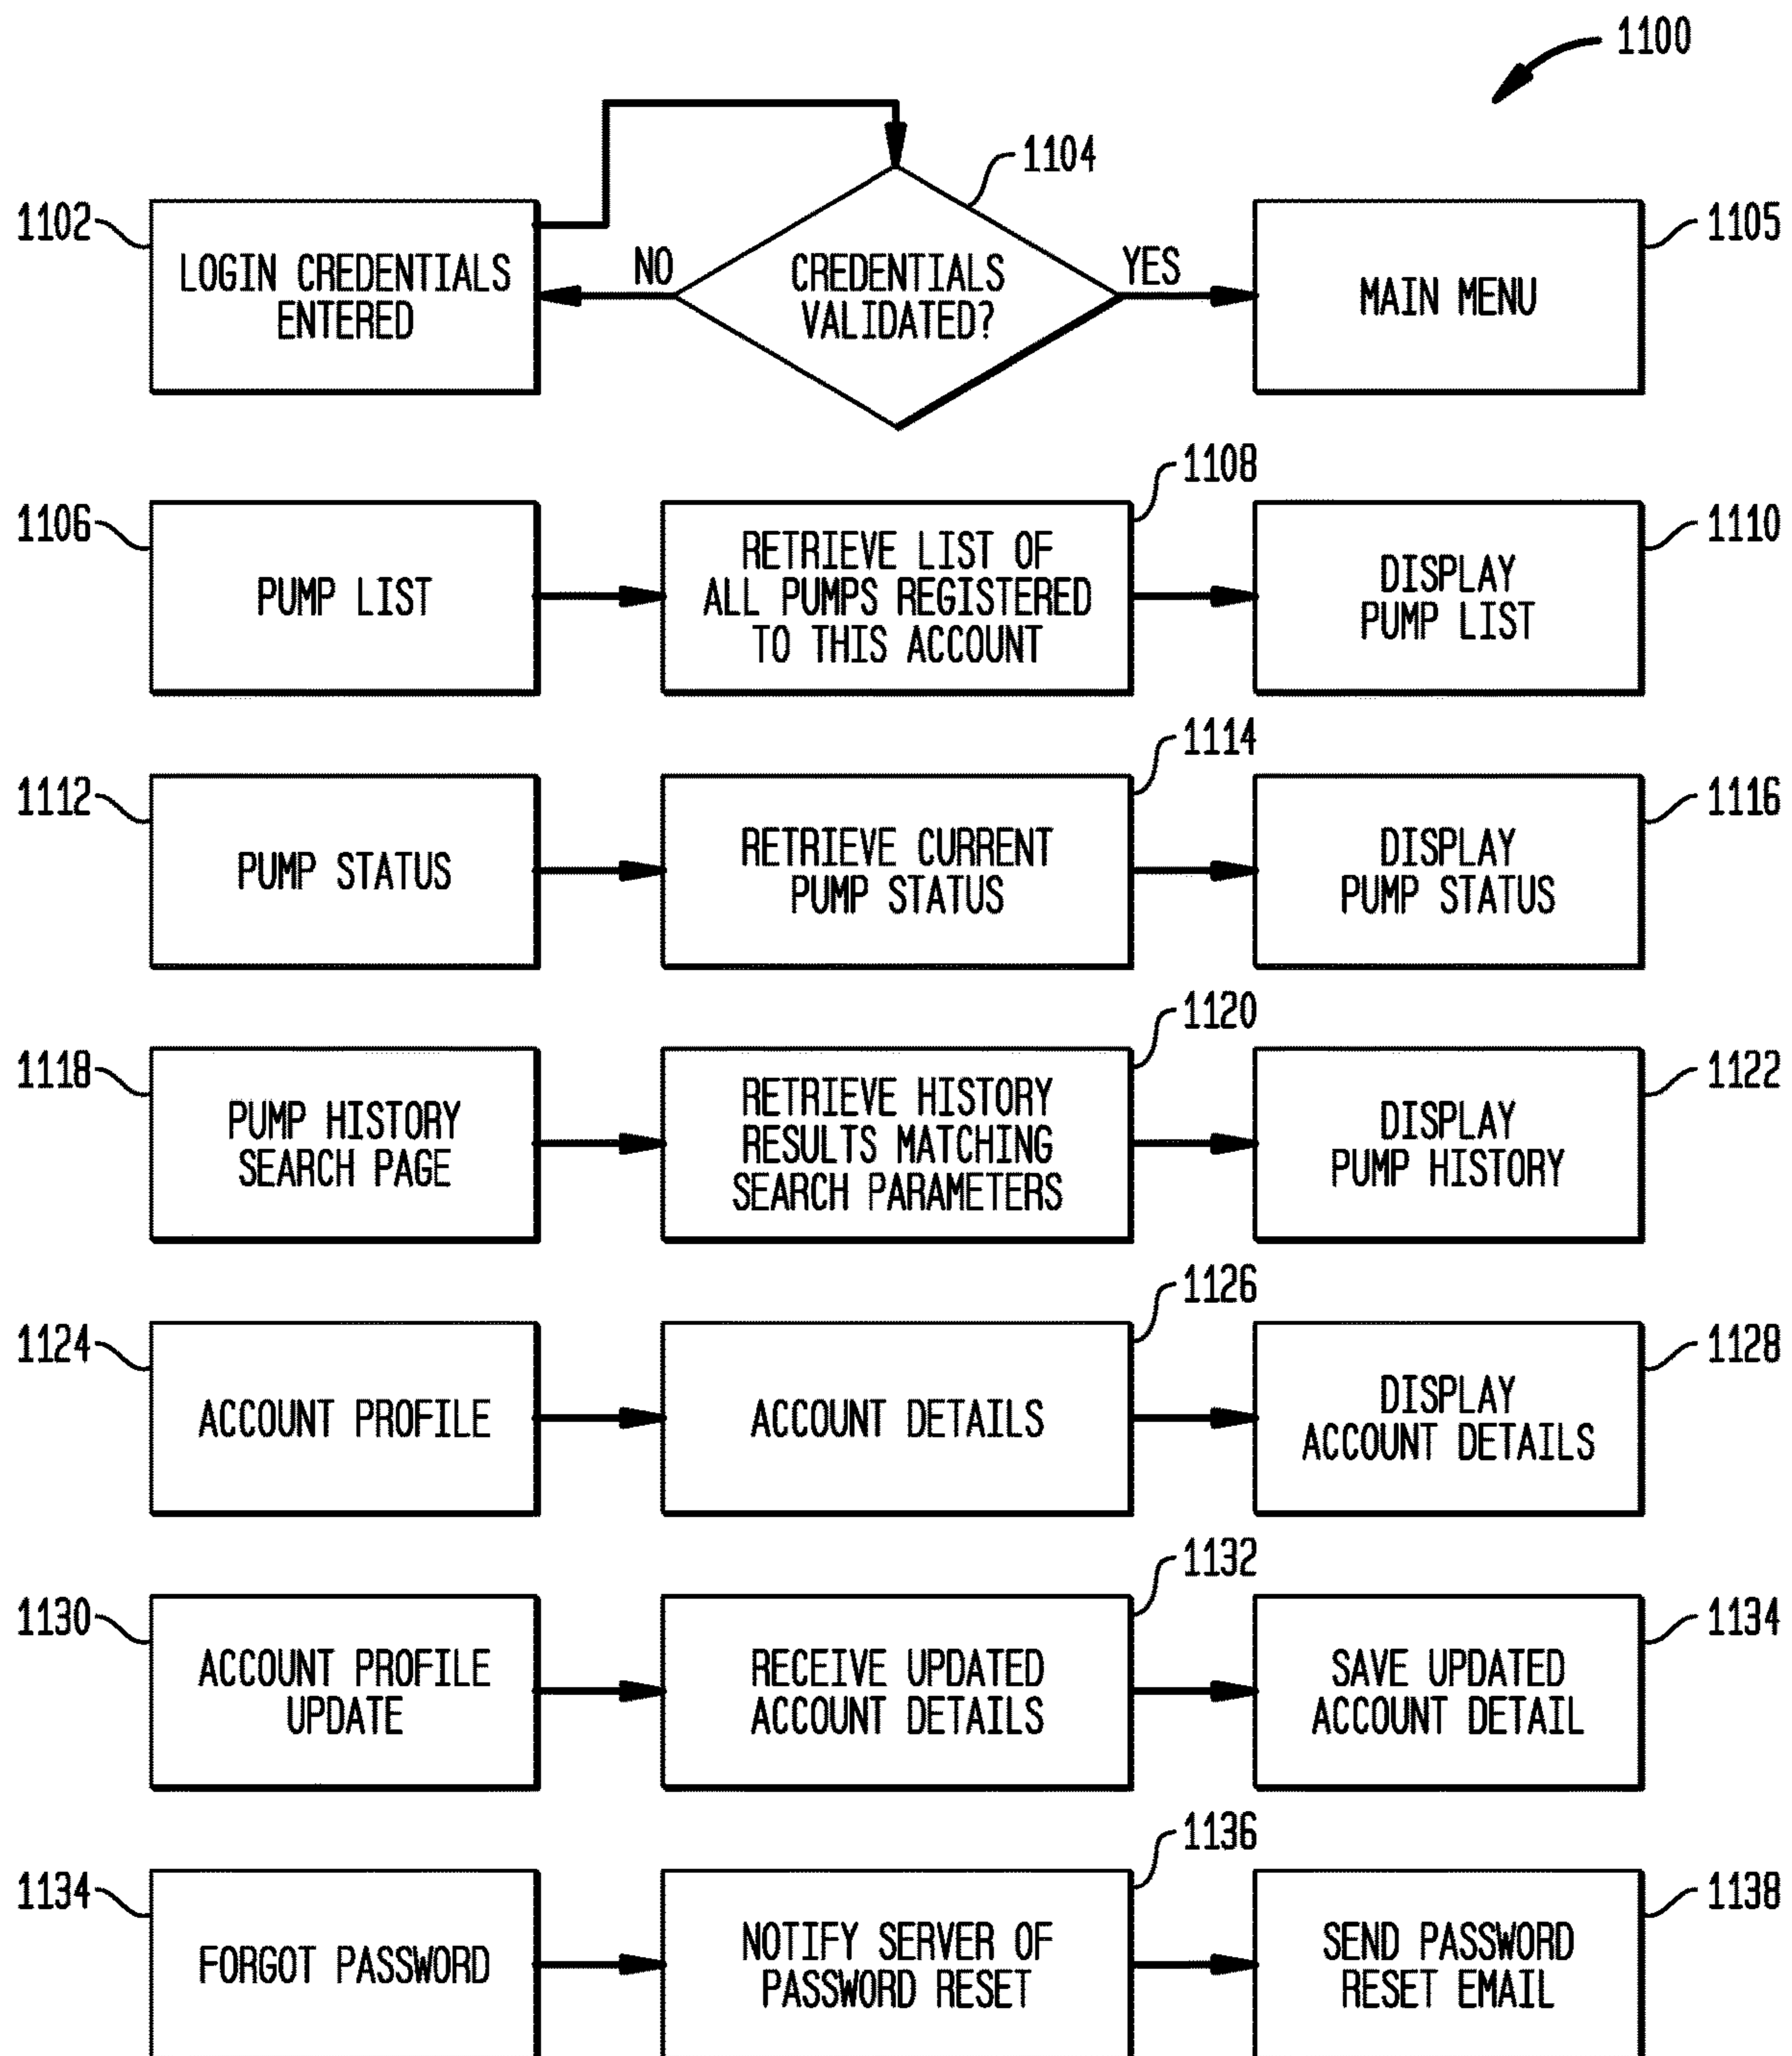 1100
1104
1102
LOGIN CREDENTIALS
ENTERED
NO
CREDENTIALS
VALIDATED?
YES
MAIN MENU
1105
1108
1106
PUMP LIST
RETRIEVE LIST OF
ALL PUMPS REGISTERED
TO THIS ACCOUNT
DISPLAY
PUMP LIST
1110
1114
1112
PUMP STATUS
RETRIEVE CURRENT
PUMP STATUS
DISPLAY
PUMP STATUS
1116
1120
1118
PUMP HISTORY
SEARCH PAGE
RETRIEVE HISTORY
RESULTS MATCHING
SEARCH PARAMETERS
DISPLAY
PUMP HISTORY
1122
1126
1124
ACCOUNT PROFILE
ACCOUNT DETAILS
DISPLAY
ACCOUNT DETAILS
1128
1132
1130
ACCOUNT PROFILE
UPDATE
RECEIVE UPDATED
ACCOUNT DETAILS
SAVE UPDATED
ACCOUNT DETAIL
1134
1136
1134
FORGOT PASSWORD
NOTIFY SERVER OF
PASSWORD RESET
SEND PASSWORD
RESET EMAIL
1138